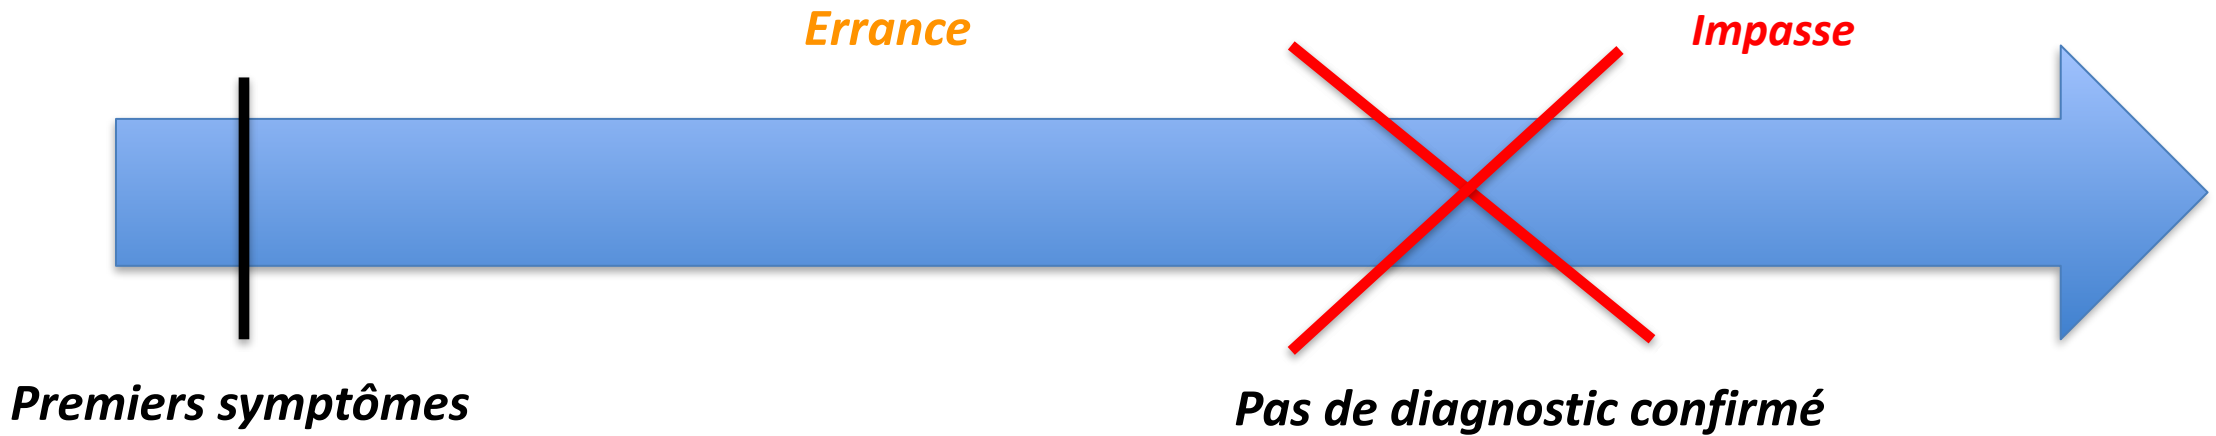 Errance
Impasse
Premiers symptômes
Pas de diagnostic confirmé